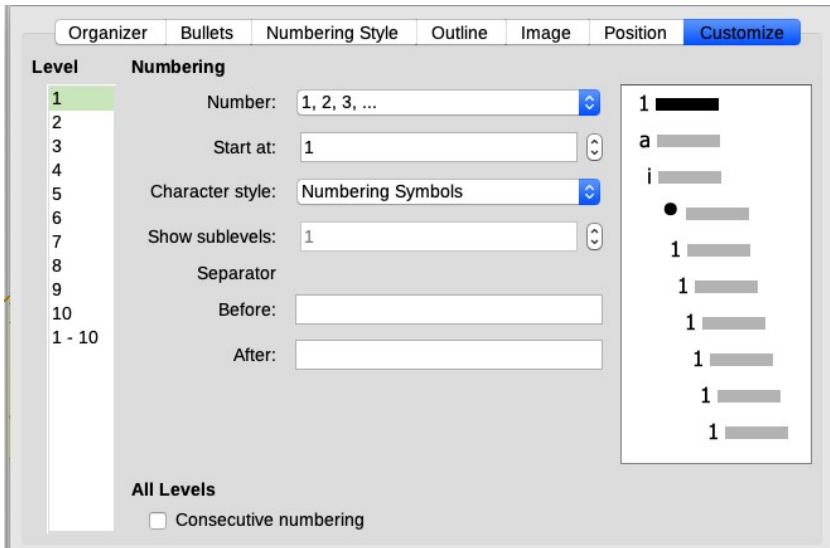 Organizer Bullets Numbering Style Outline Image Position Customize
Level
1
2
3
4
5
6
7
8
9
10
1 - 10
Numbering
Number: 1, 2, 3, ...
Start at: 1
Character style: Numbering Symbols
Show sublevels: 1
Separator
Before:
After:
All Levels
Consecutive numbering
1
a
i
•
1
1
1
1
1
1